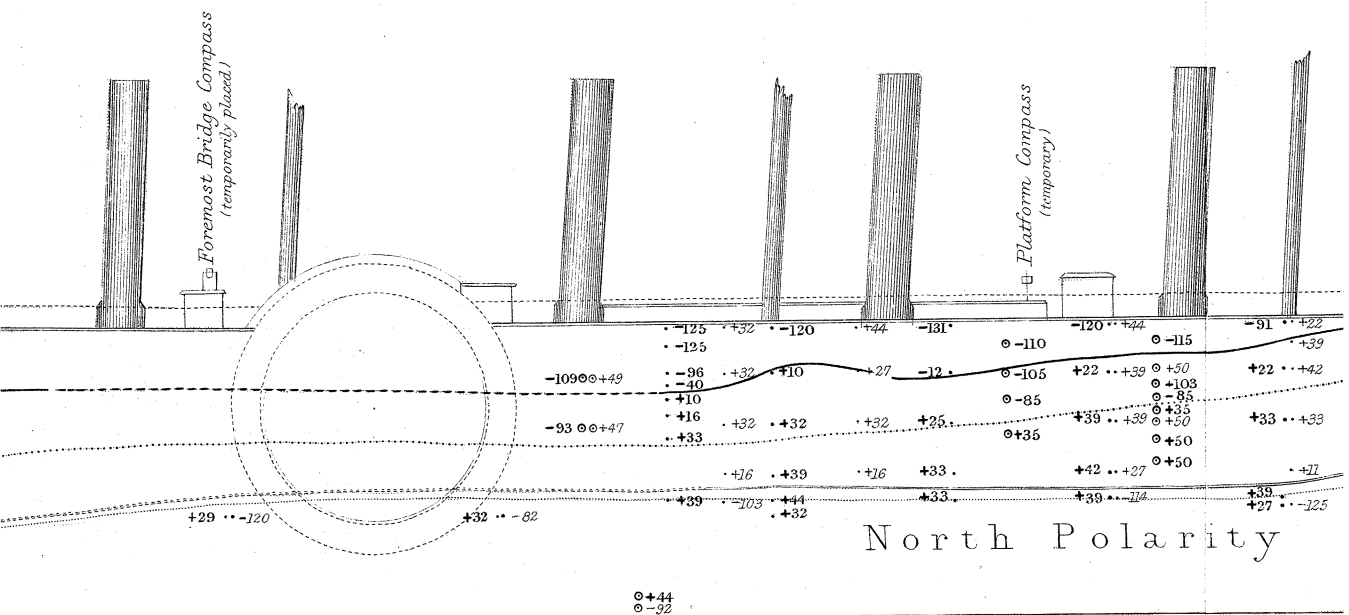 Foremost Bridge Compass
(temporarily placed)
Platform Compass
(temporary)
-125 +32 -120 +44 -131 -120 +44 -91 +22
-110 -115 +39
-125
-109 +49 -96 +32 +10 +27 -12 -105 +22 +39 +50 +22 +42
-40 +103
+10 -85 -85
+16 +35
-93 +47 +32 +32 +32 +25 +39 +39 +50 +33 +33
+33 +35 +50
+50
+16 +39 +16 +33 +42 +27 +11
+39 -103 +44 +33 +39 -114 +39
+29 -120 +32 -82 +32 +27 -125
North Polarity
+44
-92